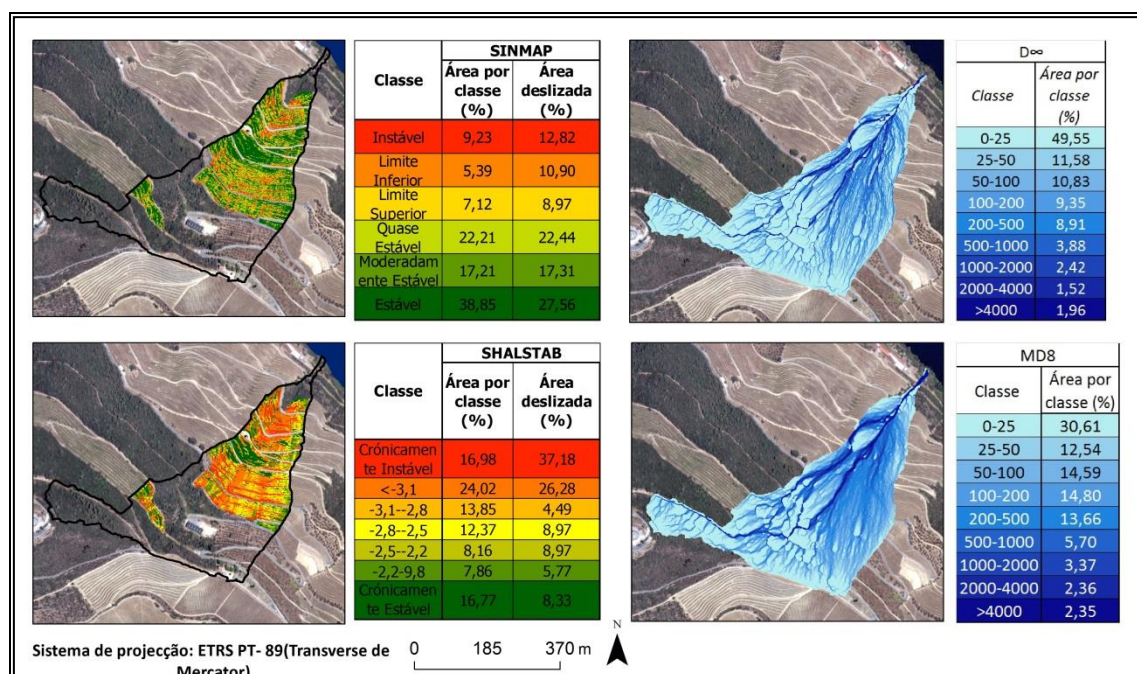 SINMAP
Classe Área por classe (%) Área deslizada (%)
Instável 9,23 12,82
Limite Inferior 5,39 10,90
Limite Superior 7,12 8,97
Quase Estável 22,21 22,44
Moderadamente Estável 17,21 17,31
Estável 38,85 27,56
D∞
Classe Área por classe (%)
0-25 49,55
25-50 11,58
50-100 10,83
100-200 9,35
200-500 8,91
500-1000 3,88
1000-2000 2,42
2000-4000 1,52
>4000 1,96
SHALSTAB
Classe Área por classe (%) Área deslizada (%)
Crónicamente Instável 16,98 37,18
<-3,1 24,02 26,28
-3,1--2,8 13,85 4,49
-2,8--2,5 12,37 8,97
-2,5--2,2 8,16 8,97
-2,2-9,8 7,86 5,77
Crónicamente Estável 16,77 8,33
MD8
Classe Área por classe (%)
0-25 30,61
25-50 12,54
50-100 14,59
100-200 14,80
200-500 13,66
500-1000 5,70
1000-2000 3,37
2000-4000 2,36
>4000 2,35
Sistema de projecção: ETRS PT- 89(Transverse de
Mercator)
0 185 370 m
N